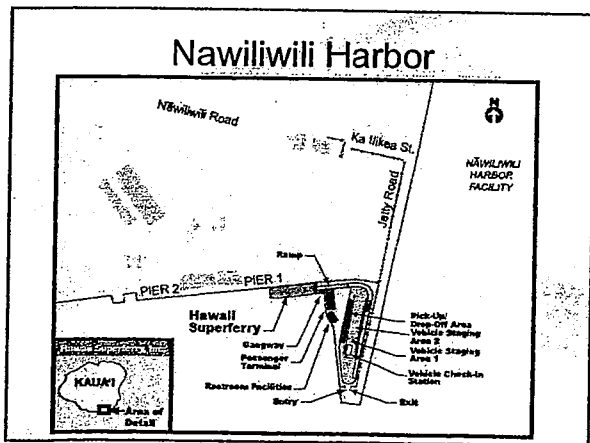 Nawiliwili Harbor
Nāwiliwili Road
Ka Ilikea St.
N
NĀWILIWILI
HARBOR
FACILITY
Jetty Road
Ramp
PIER 2
PIER 1
Hawaii
Superferry
Gangway
Passenger
Terminal
Restroom Facilities
Pick-Up/
Drop-Off Area
Vehicle Staging
Area 2
Vehicle Staging
Area 1
Vehicle Check-In
Station
Entry
Exit
KAUA'I
Area of
Detail